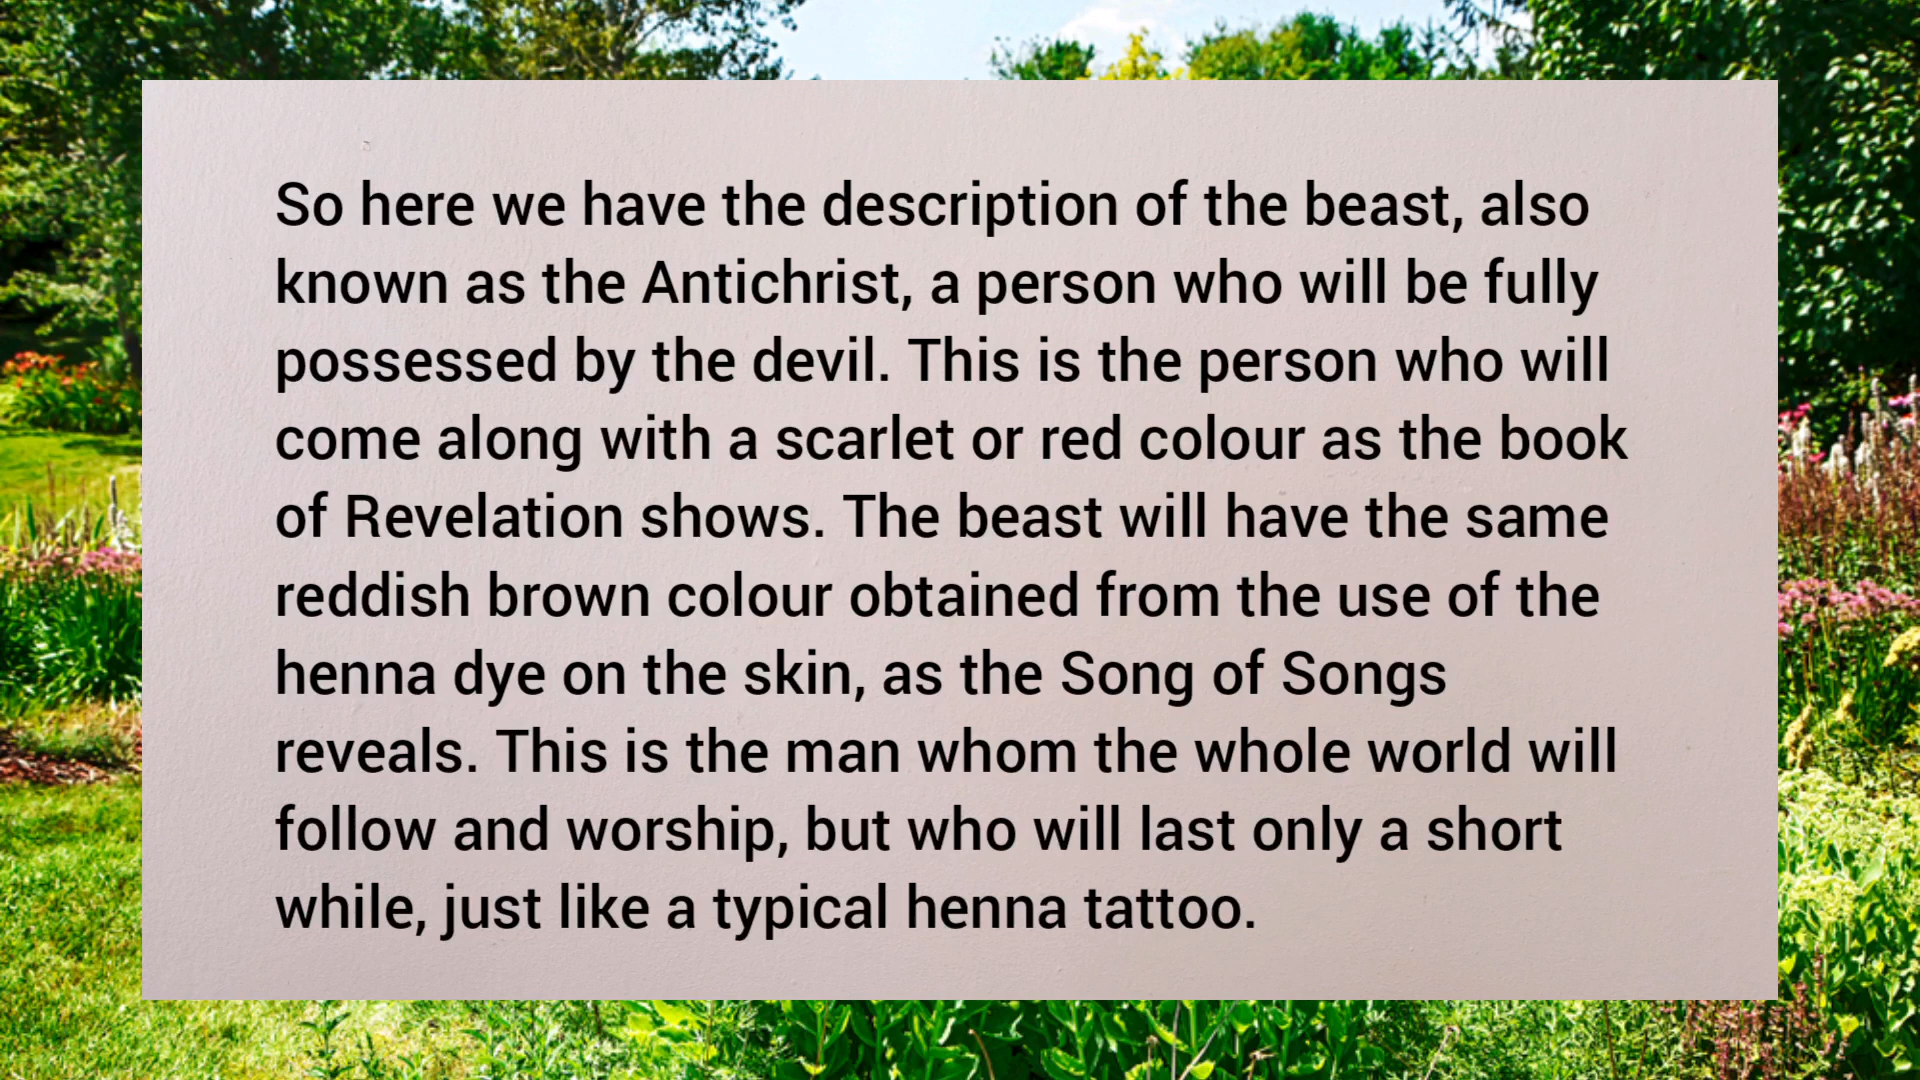 So here we have the description of the beast, also
known as the Antichrist, a person who will be fully
possessed by the devil. This is the person who will
come along with a scarlet or red colour as the book
of Revelation shows. The beast will have the same
reddish brown colour obtained from the use of the
henna dye on the skin, as the Song of Songs
reveals. This is the man whom the whole world will
follow and worship, but who will last only a short
while, just like a typical henna tattoo.